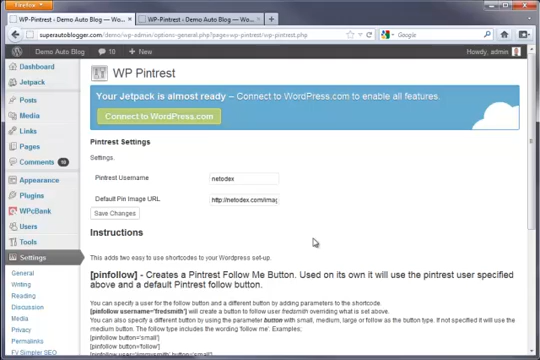 Firefox
WP-Pintrest - Demo Auto Blog —...
WP-Pintrest - Demo Auto Blog —...
superautoblogger.com/demo/wp-admin/options-general.php?page=wp-pintrest/wp-pintrest.php
Google
Demo Auto Blog
10
+ New
Howdy, admin
Dashboard
Jetpack
Posts
Media
Links
Pages
Comments 10
Appearance
Plugins
WPcBank
Users
Tools
Settings
General
Writing
Reading
Discussion
Media
Privacy
Permalinks
FV Simpler SEO
WP Pintrest
Your Jetpack is almost ready – Connect to WordPress.com to enable all features.
Connect to WordPress.com
Pintrest Settings
Settings.
Pintrest Username
netodex
Default Pin Image URL
http://netodex.com/imag
Save Changes
Instructions
This adds two easy to use shortcodes to your Wordpress set-up.
[pinfollow] - Creates a Pintrest Follow Me Button. Used on its own it will use the pintrest user specified
above and a default Pintrest follow button.
You can specify a user for the follow button and a different button by adding parameters to the shortcode.
[pinfollow username='fredsmith'] will create a button to follow user fredsmith overriding what is set above.
You can also specify a different button by using the parameter button with small, medium, large or follow as the button type. If not specified it will use the
medium button. The follow type includes the wording 'follow me'. Examples;
[pinfollow button='small']
[pinfollow button='follow']